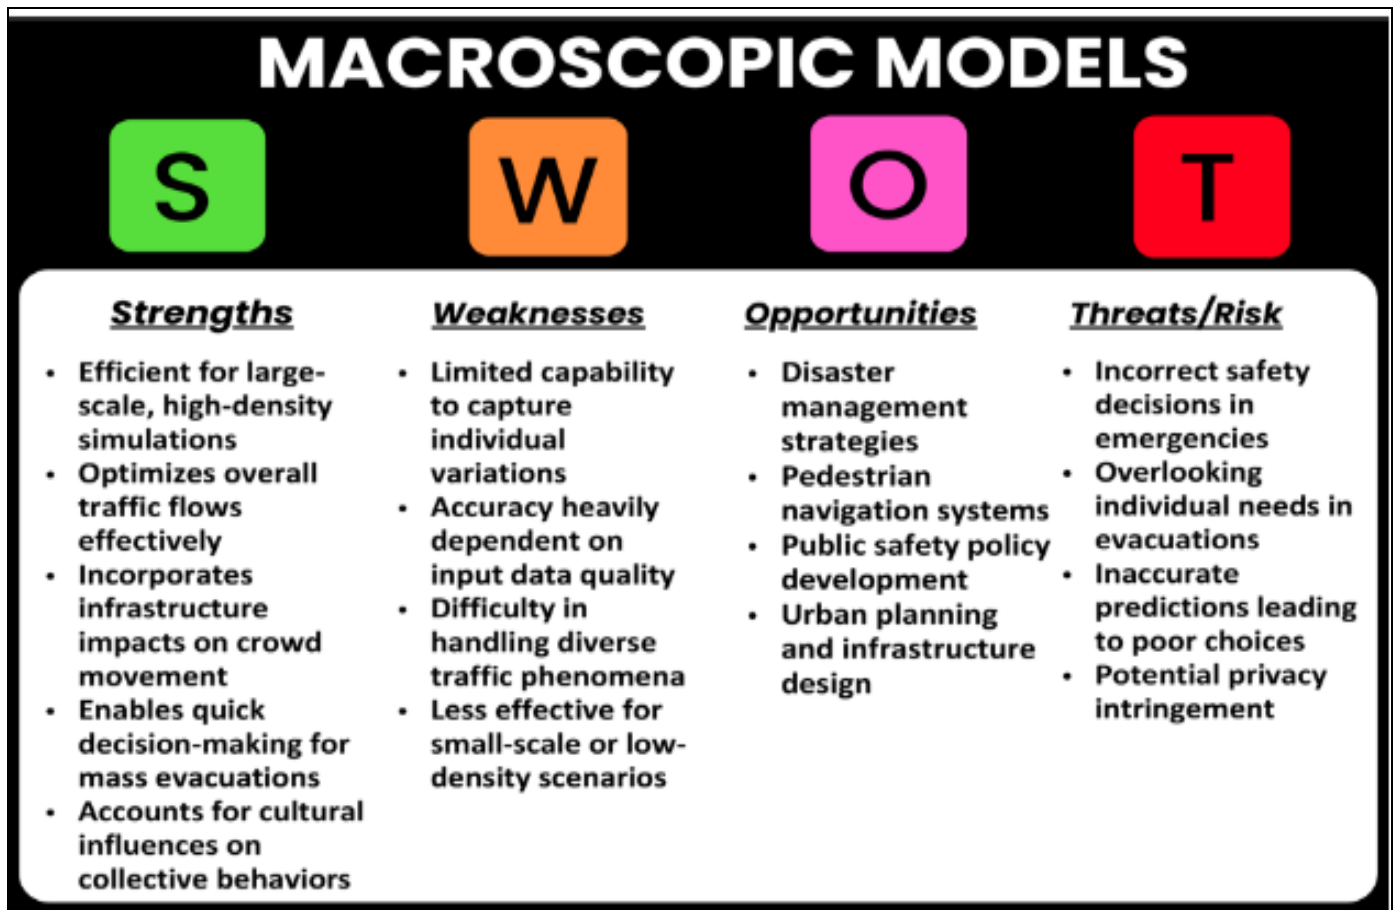 MACROSCOPIC MODELS
S
W
O
T
Strengths
• Efficient for large-
scale, high-density
simulations
• Optimizes overall
traffic flows
effectively
• Incorporates
infrastructure
impacts on crowd
movement
• Enables quick
decision-making for
mass evacuations
• Accounts for cultural
influences on
collective behaviors
Weaknesses
• Limited capability
to capture
individual
variations
• Accuracy heavily
dependent on
input data quality
• Difficulty in
handling diverse
traffic phenomena
• Less effective for
small-scale or low-
density scenarios
Opportunities
• Disaster
management
strategies
• Pedestrian
navigation systems
• Public safety policy
development
• Urban planning
and infrastructure
design
Threats/Risk
• Incorrect safety
decisions in
emergencies
• Overlooking
individual needs in
evacuations
• Inaccurate
predictions leading
to poor choices
• Potential privacy
intringement